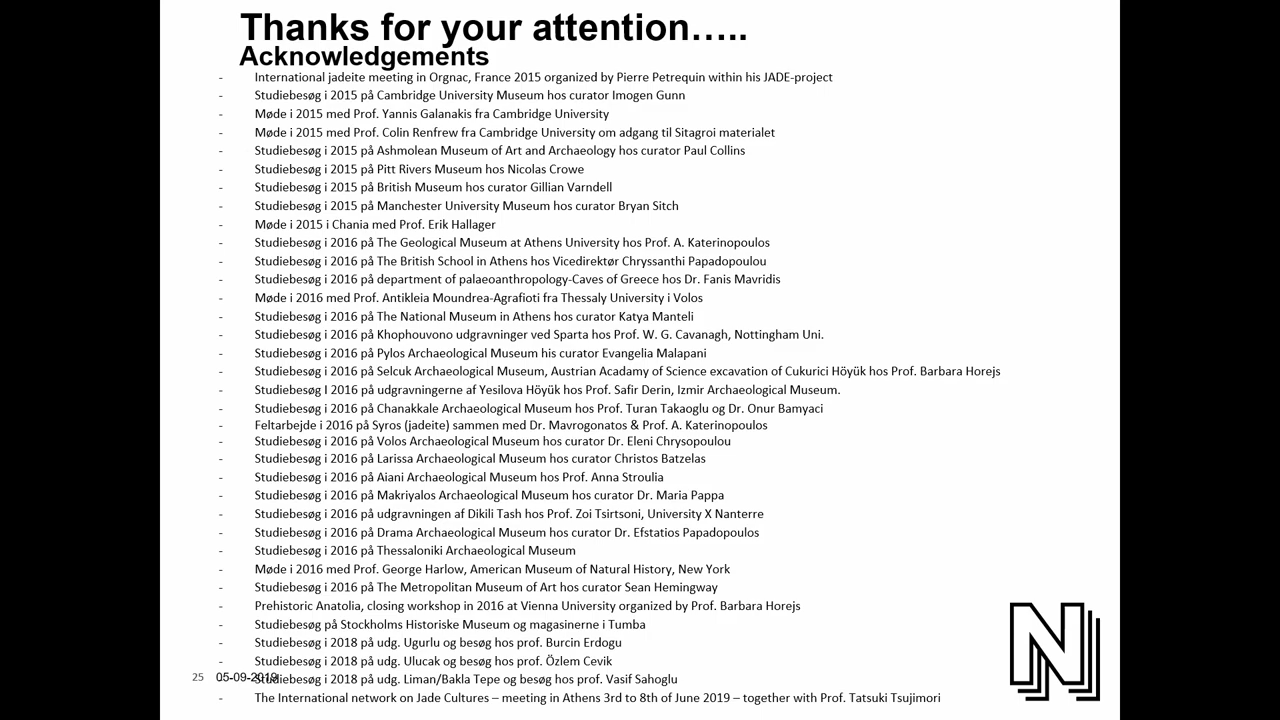 Thanks for your attention…..
Acknowledgements
- International jadeite meeting in Orgnac, France 2015 organized by Pierre Petrequin within his JADE-project
- Studiebesøg i 2015 på Cambridge University Museum hos curator Imogen Gunn
- Møde i 2015 med Prof. Yannis Galanakis fra Cambridge University
- Møde i 2015 med Prof. Colin Renfrew fra Cambridge University om adgang til Sitagroi materialet
- Studiebesøg i 2015 på Ashmolean Museum of Art and Archaeology hos curator Paul Collins
- Studiebesøg i 2015 på Pitt Rivers Museum hos Nicolas Crowe
- Studiebesøg i 2015 på British Museum hos curator Gillian Varndell
- Studiebesøg i 2015 på Manchester University Museum hos curator Bryan Sitch
- Møde i 2015 i Chania med Prof. Erik Hallager
- Studiebesøg i 2016 på The Geological Museum at Athens University hos Prof. A. Katerinopoulos
- Studiebesøg i 2016 på The British School in Athens hos Vicedirektør Chryssanthi Papadopoulou
- Studiebesøg i 2016 på department of palaeoanthropology-Caves of Greece hos Dr. Fanis Mavridis
- Møde i 2016 med Prof. Antikleia Moundrea-Agrafioti fra Thessaly University i Volos
- Studiebesøg i 2016 på The National Museum in Athens hos curator Katya Manteli
- Studiebesøg i 2016 på Khophouvono udgravninger ved Sparta hos Prof. W. G. Cavanagh, Nottingham Uni.
- Studiebesøg i 2016 på Pylos Archaeological Museum his curator Evangelia Malapani
- Studiebesøg i 2016 på Selcuk Archaeological Museum, Austrian Acadamy of Science excavation of Cukurici Höyük hos Prof. Barbara Horejs
- Studiebesøg I 2016 på udgravningerne af Yesilova Höyük hos Prof. Safir Derin, Izmir Archaeological Museum.
- Studiebesøg i 2016 på Chanakkale Archaeological Museum hos Prof. Turan Takaoglu og Dr. Onur Bamyaci
- Feltarbejde i 2016 på Syros (jadeite) sammen med Dr. Mavrogonatos & Prof. A. Katerinopoulos
- Studiebesøg i 2016 på Volos Archaeological Museum hos curator Dr. Eleni Chrysopoulou
- Studiebesøg i 2016 på Larissa Archaeological Museum hos curator Christos Batzelas
- Studiebesøg i 2016 på Aiani Archaeological Museum hos Prof. Anna Stroulia
- Studiebesøg i 2016 på Makriyalos Archaeological Museum hos curator Dr. Maria Pappa
- Studiebesøg i 2016 på udgravningen af Dikili Tash hos Prof. Zoi Tsirtsoni, University X Nanterre
- Studiebesøg i 2016 på Drama Archaeological Museum hos curator Dr. Efstatios Papadopoulos
- Studiebesøg i 2016 på Thessaloniki Archaeological Museum
- Møde i 2016 med Prof. George Harlow, American Museum of Natural History, New York
- Studiebesøg i 2016 på The Metropolitan Museum of Art hos curator Sean Hemingway
- Prehistoric Anatolia, closing workshop in 2016 at Vienna University organized by Prof. Barbara Horejs
- Studiebesøg på Stockholms Historiske Museum og magasinerne i Tumba
- Studiebesøg i 2018 på udg. Ugurlu og besøg hos prof. Burcin Erdogu
- Studiebesøg i 2018 på udg. Ulucak og besøg hos prof. Özlem Cevik
25 05-09-2019
- Studiebesøg i 2018 på udg. Liman/Bakla Tepe og besøg hos prof. Vasif Sahoglu
- The International network on Jade Cultures – meeting in Athens 3rd to 8th of June 2019 – together with Prof. Tatsuki Tsujimori
N